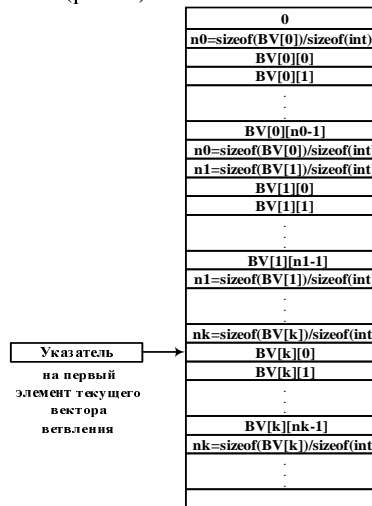 0
n0=sizeof(BV[0])/sizeof(int)
BV[0][0]
BV[0][1]
.
.
.
BV[0][n0-1]
n0=sizeof(BV[0])/sizeof(int
n1=sizeof(BV[1])/sizeof(int
BV[1][0]
BV[1][1]
.
.
.
BV[1][n1-1]
n1=sizeof(BV[1])/sizeof(int
.
.
.
nk=sizeof(BV[k])/sizeof(int
Указатель
на первый
элемент текущего
вектора
ветвления
BV[k][0]
BV[k][1]
.
.
.
BV[k][nk-1]
nk=sizeof(BV[k])/sizeof(int
.
.
.